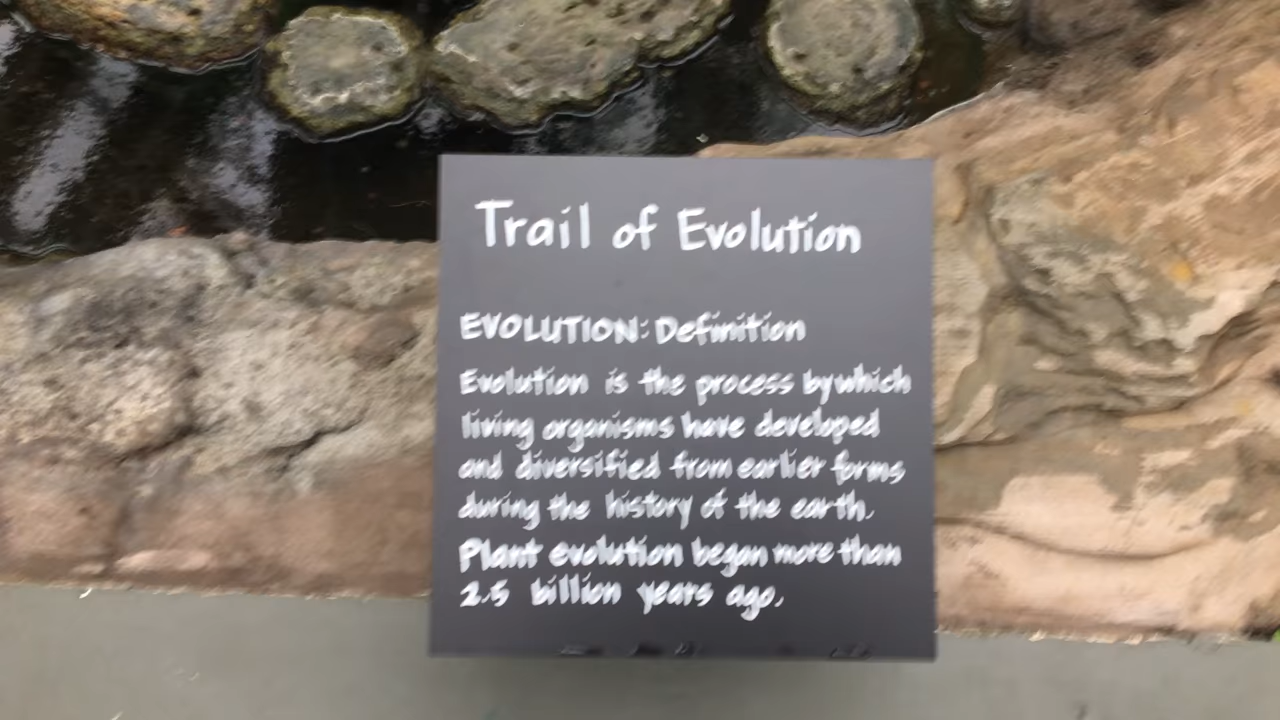 Trail of Evolution
EVOLUTION: Definition
Evolution is the process by which
living organisms have developed
and diversified from earlier forms
during the history of the earth.
Plant evolution began more than
2.5 billion years ago.